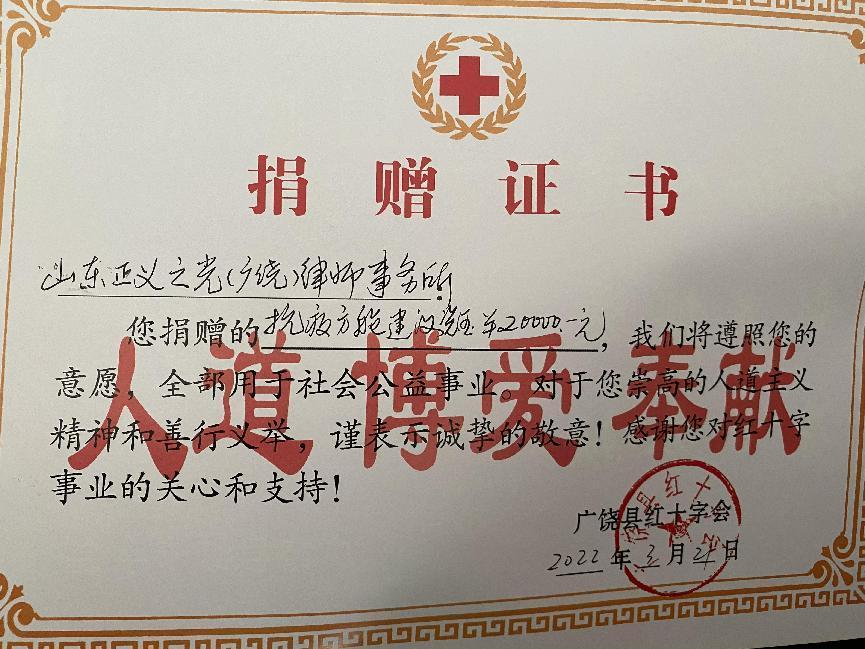 捐赠证书
山东正义之光(广饶)律师事务所
您捐赠的抗疫方舱建设资金￥20000.-元，我们将遵照您的
意愿，全部用于社会公益事业。对于您崇高的人道主义
精神和善行义举，谨表示诚挚的敬意！感谢您对红十字
事业的关心和支持！
人道博爱奉献
广饶县红十字会
2022年3月21日